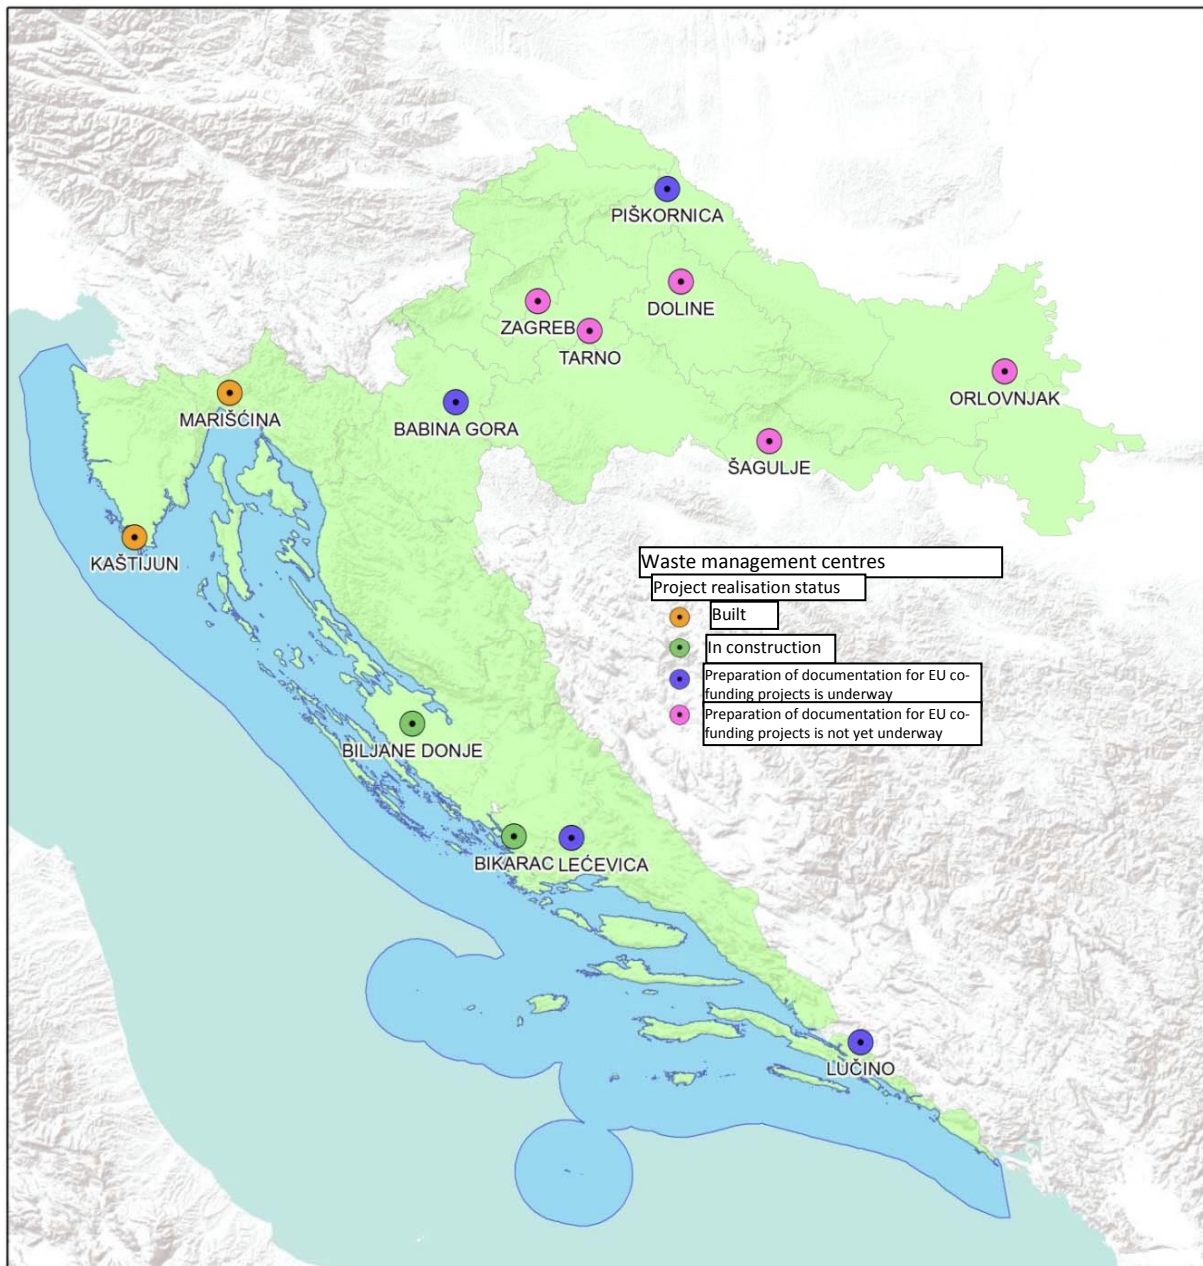 PIŠKORNICA
DOLINE
ZAGREB
TARNO
ORLOVNJAK
MARIŠĆINA
BABINA GORA
ŠAGULJE
KAŠTIJUN
Waste management centres
Project realisation status
Built
In construction
Preparation of documentation for EU co-
funding projects is underway
Preparation of documentation for EU co-
funding projects is not yet underway
BILJANE DONJE
BIKARAC
LEĆEVICA
LUČINO